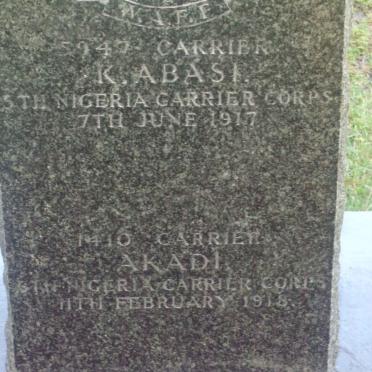 W.A.F.F.
5947 CARRIER
K. ABASI.
5TH NIGERIA CARRIER CORPS
7TH JUNE 1917
1410 CARRIER
AKADI.
5TH NIGERIA CARRIER CORPS
11TH FEBRUARY 1918.